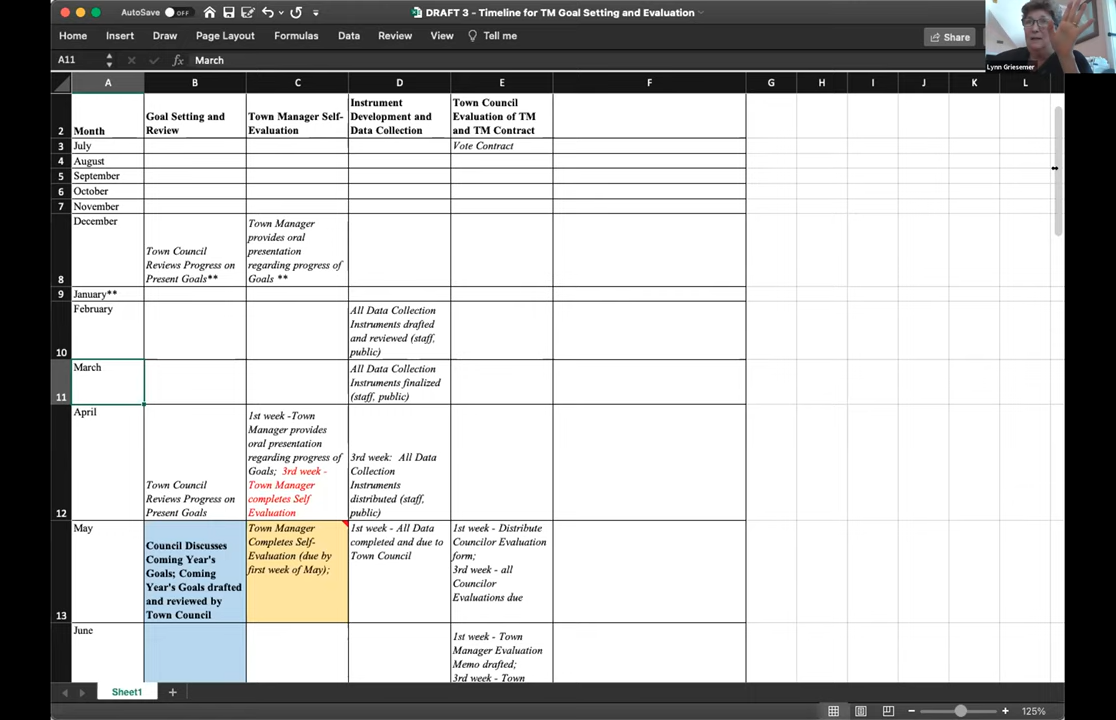 AutoSave OFF DRAFT 3 - Timeline for TM Goal Setting and Evaluation
Home Insert Draw Page Layout Formulas Data Review View Tell me Share
Lynn Griesemer
A11 fx March
A B C D E F G H I J K L
2 Month
Goal Setting and
Review
Town Manager Self-
Evaluation
Instrument
Development and
Data Collection
Town Council
Evaluation of TM
and TM Contract
3 July
Vote Contract
4 August
5 September
6 October
7 November
8 December
Town Council
Reviews Progress on
Present Goals**
Town Manager
provides oral
presentation
regarding progress of
Goals **
9 January**
10 February
All Data Collection
Instruments drafted
and reviewed (staff,
public)
11 March
All Data Collection
Instruments finalized
(staff, public)
12 April
Town Council
Reviews Progress on
Present Goals
1st week -Town
Manager provides
oral presentation
regarding progress of
Goals; 3rd week -
Town Manager
completes Self
Evaluation
3rd week: All Data
Collection
Instruments
distributed (staff,
public)
13 May
Council Discusses
Coming Year's
Goals; Coming
Year's Goals drafted
and reviewed by
Town Council
Town Manager
Completes Self-
Evaluation (due by
first week of May);
1st week - All Data
completed and due to
Town Council
1st week - Distribute
Councilor Evaluation
form;
3rd week - all
Councilor
Evaluations due
June
1st week - Town
Manager Evaluation
Memo drafted;
3rd week - Town
Sheet1 +
125%